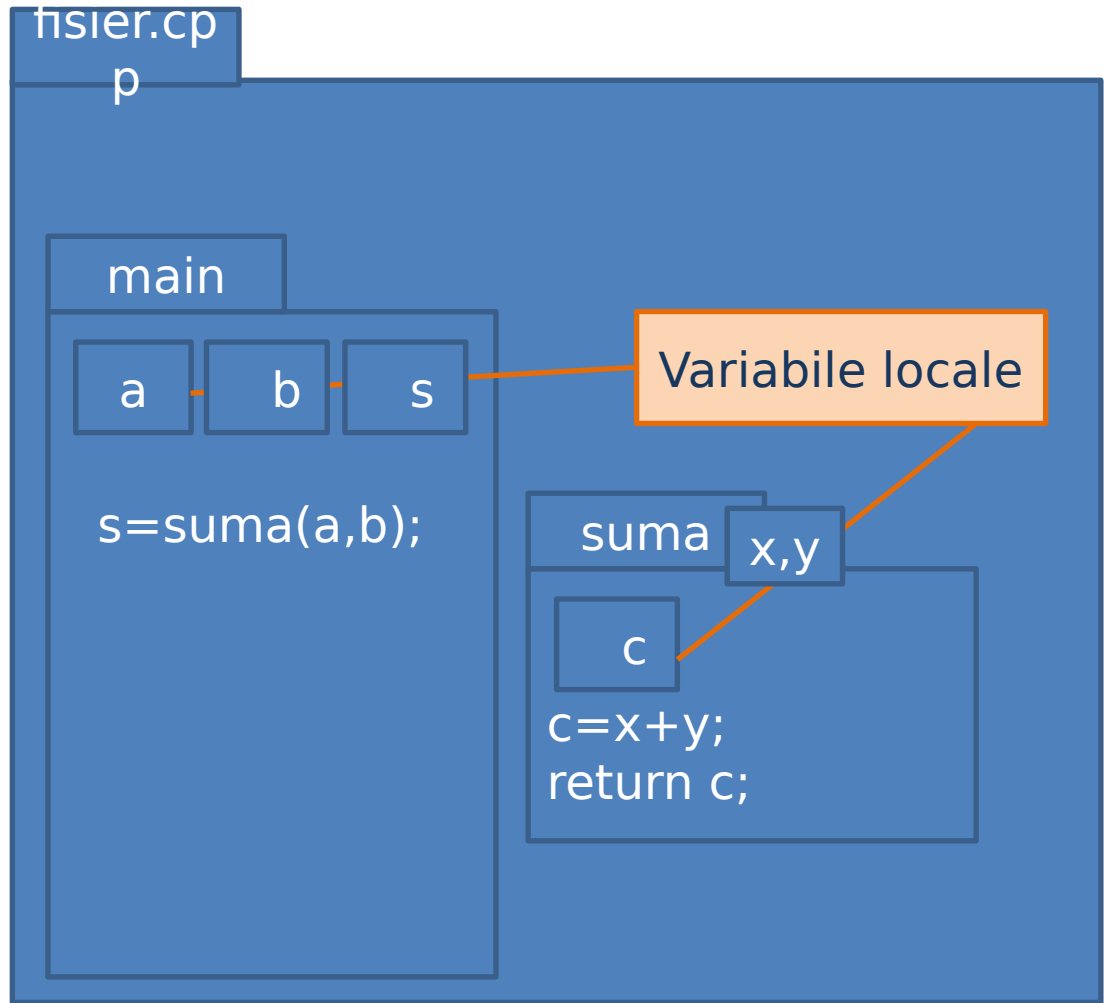 fisier.cp
p
main
a
b
s
Variabile locale
s=suma(a,b);
suma
x,y
c
c=x+y;
return c;